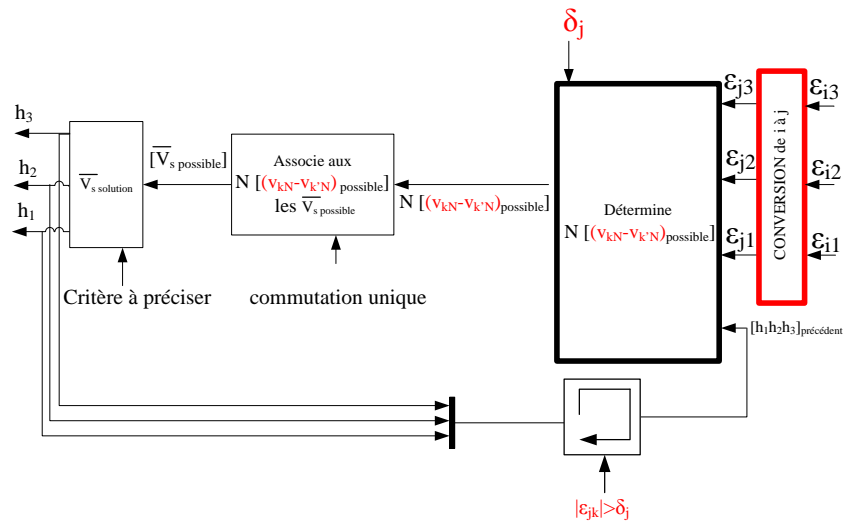 δj
h3
h2
h1
V̅s solution
[V̅s possible]
Associe aux
N [(vkN-vk'N) possible]
les V̅s possible
N [(vkN-vk'N)possible]
Détermine
N [(vkN-vk'N)possible]
εj3
εj2
εj1
CONVERSION de i à j
εi3
εi2
εi1
Critère à préciser
commutation unique
[h1h2h3]précédent
|εjk|>δj